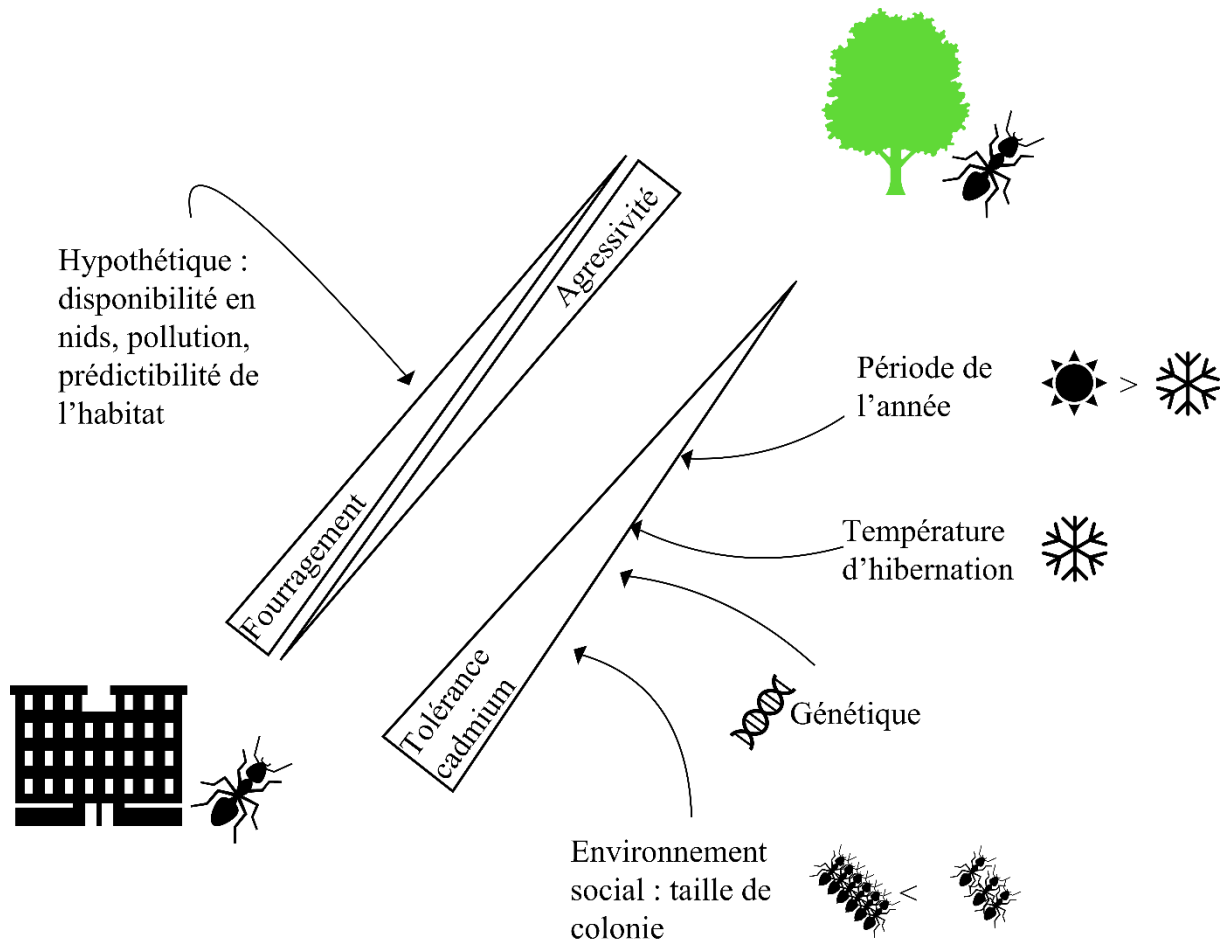 Hypothétique :
disponibilité en
nids, pollution,
prédictibilité de
l’habitat
Agressivité
Fourragement
Période de
l’année
>
Température
d’hibernation
Génétique
Tolérance
cadmium
Environnement
social : taille de
colonie
<